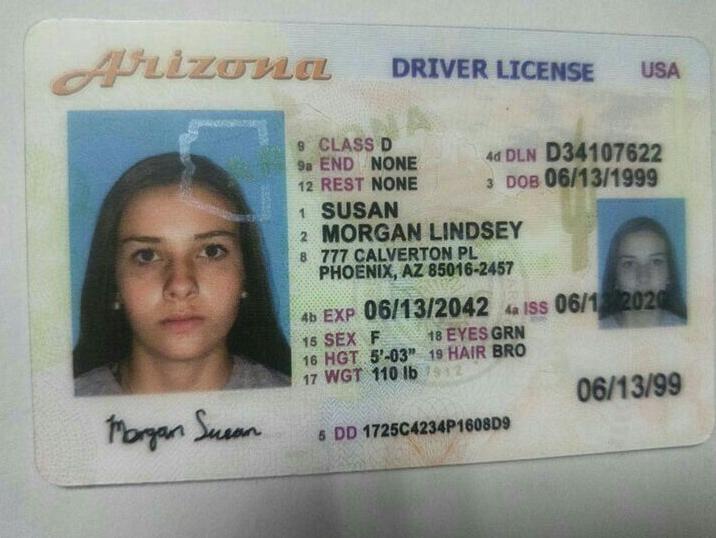 Arizona DRIVER LICENSE USA
9 CLASS D
9a END NONE 4d DLN D34107622
12 REST NONE 3 DOB 06/13/1999
1 SUSAN
2 MORGAN LINDSEY
8 777 CALVERTON PL
PHOENIX, AZ 85016-2457
4b EXP 06/13/2042 4a ISS 06/13/2020
15 SEX F 18 EYES GRN
16 HGT 5'-03" 19 HAIR BRO
17 WGT 110 lb
06/13/99
Morgan Susan
5 DD 1725C4234P1608D9